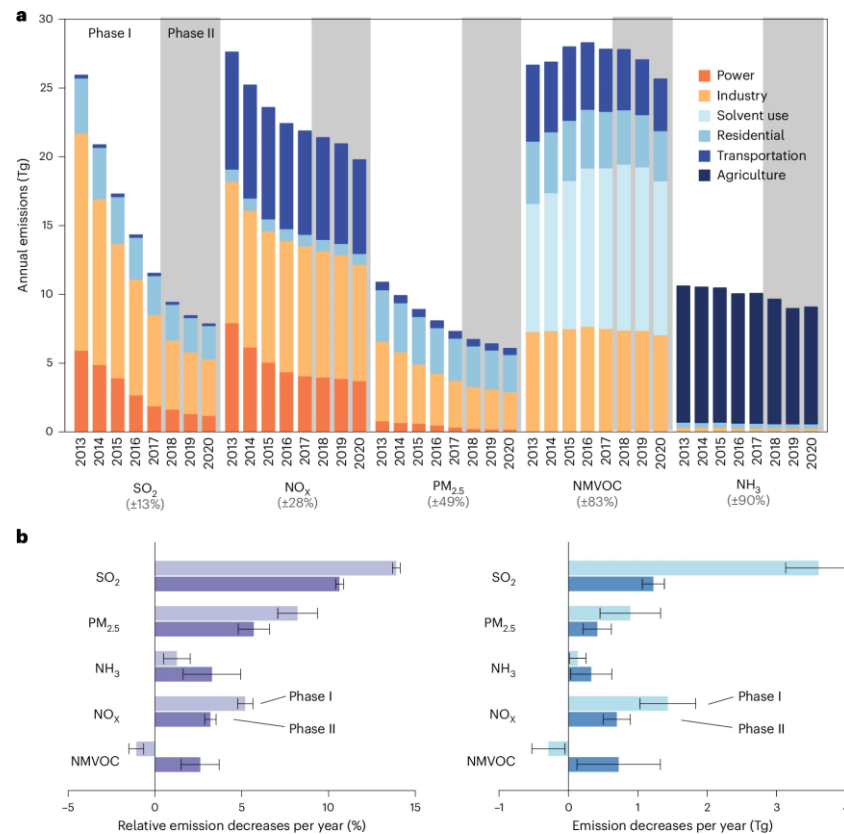 a
30
25
20
15
10
5
0
Annual emissions (Tg)
Phase I
Phase II
Power
Industry
Solvent use
Residential
Transportation
Agriculture
2013 2014 2015 2016 2017 2018 2019 2020
2013 2014 2015 2016 2017 2018 2019 2020
2013 2014 2015 2016 2017 2018 2019 2020
2013 2014 2015 2016 2017 2018 2019 2020
2013 2014 2015 2016 2017 2018 2019 2020
SO₂ NOₓ PM₂.₅ NMVOC NH₃
(±13%) (±28%) (±49%) (±83%) (±90%)
b
SO₂
PM₂.₅
NH₃
NOₓ
NMVOC
Phase I
Phase II
−5 0 5 10 15
Relative emission decreases per year (%)
SO₂
PM₂.₅
NH₃
NOₓ
NMVOC
Phase I
Phase II
−1 0 1 2 3
Emission decreases per year (Tg)